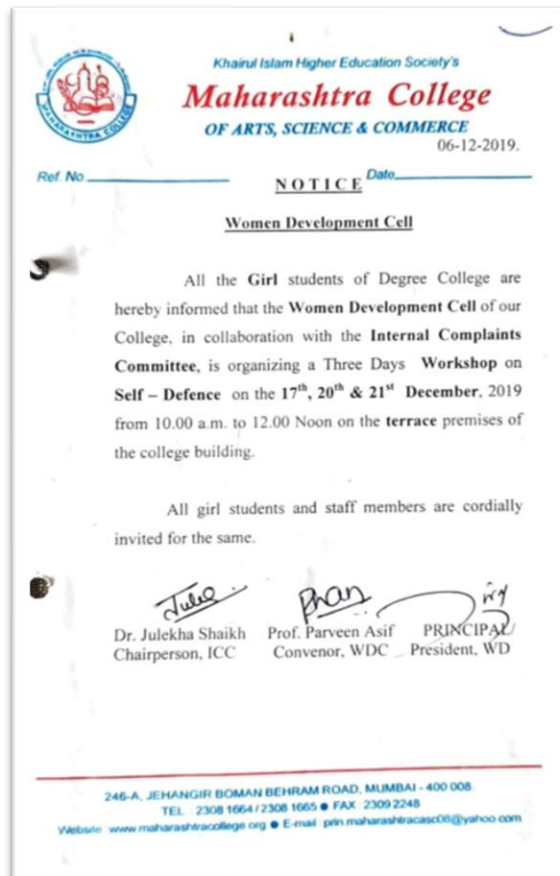 MAHARASHTRA COLLEGE
Khairul Islam Higher Education Society's
Maharashtra College
OF ARTS, SCIENCE & COMMERCE
06-12-2019.
Ref. No. Date
NOTICE
Women Development Cell
All the Girl students of Degree College are
hereby informed that the Women Development Cell of our
College, in collaboration with the Internal Complaints
Committee, is organizing a Three Days Workshop on
Self – Defence on the 17th, 20th & 21st December, 2019
from 10.00 a.m. to 12.00 Noon on the terrace premises of
the college building.
All girl students and staff members are cordially
invited for the same.
Dr. Julekha Shaikh Prof. Parveen Asif PRINCIPAL
Chairperson, ICC Convenor, WDC President, WD
246-A, JEHANGIR BOMAN BEHRAM ROAD, MUMBAI - 400 008.
TEL : 2308 1664 / 2308 1665 ● FAX : 2309 2248
Website : www.maharashtracollege.org ● E-mail : prin.maharashtracasc08@yahoo.com